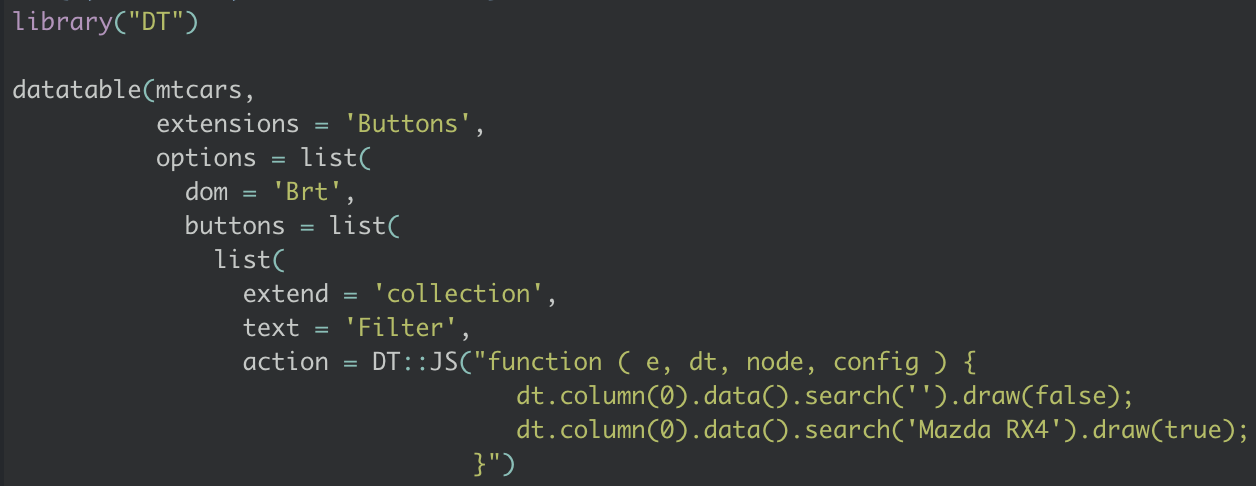 library("DT")
datatable(mtcars,
extensions = 'Buttons',
options = list(
dom = 'Brt',
buttons = list(
list(
extend = 'collection',
text = 'Filter',
action = DT::JS("function ( e, dt, node, config ) {
dt.column(0).data().search('').draw(false);
dt.column(0).data().search('Mazda RX4').draw(true);
}")